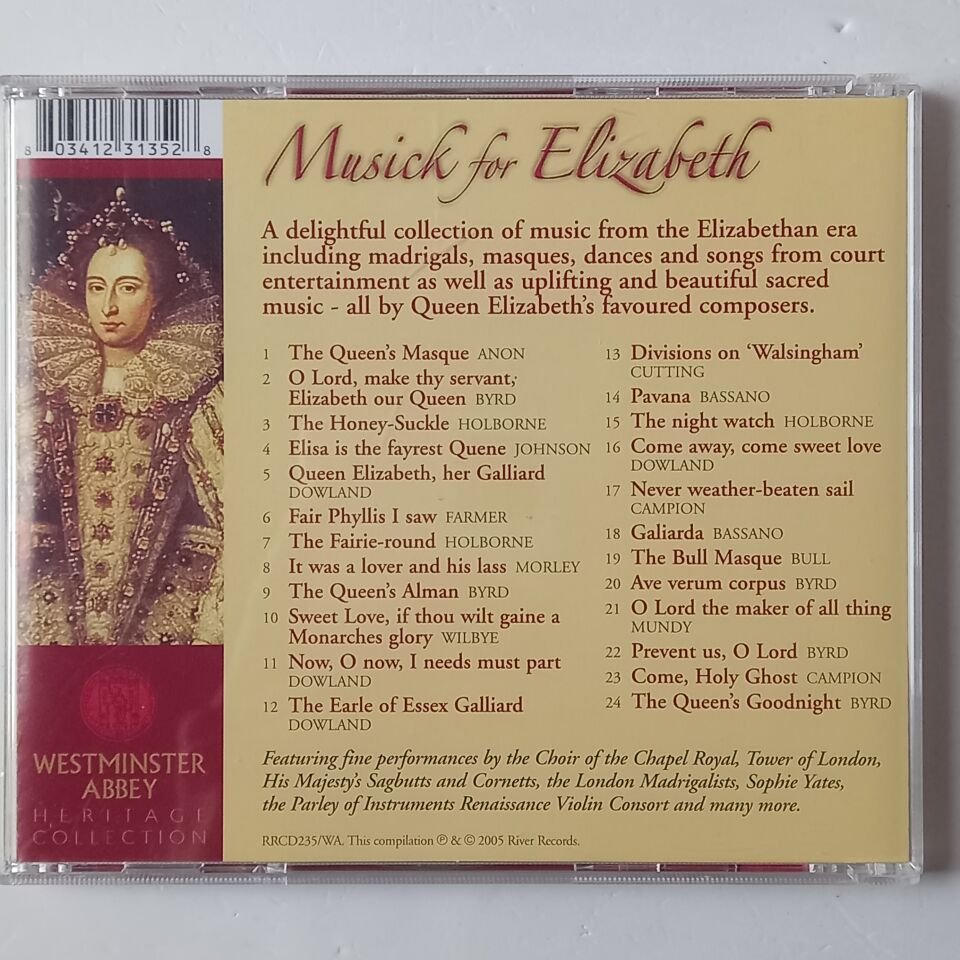 8 03412 31352 8
Musick for Elizabeth
A delightful collection of music from the Elizabethan era
including madrigals, masques, dances and songs from court
entertainment as well as uplifting and beautiful sacred
music - all by Queen Elizabeth's favoured composers.
1 The Queen's Masque ANON
2 O Lord, make thy servant,
Elizabeth our Queen BYRD
3 The Honey-Suckle HOLBORNE
4 Elisa is the fayrest Quene JOHNSON
5 Queen Elizabeth, her Galliard
DOWLAND
6 Fair Phyllis I saw FARMER
7 The Fairie-round HOLBORNE
8 It was a lover and his lass MORLEY
9 The Queen's Alman BYRD
10 Sweet Love, if thou wilt gaine a
Monarches glory WILBYE
11 Now, O now, I needs must part
DOWLAND
12 The Earle of Essex Galliard
DOWLAND
13 Divisions on 'Walsingham'
CUTTING
14 Pavana BASSANO
15 The night watch HOLBORNE
16 Come away, come sweet love
DOWLAND
17 Never weather-beaten sail
CAMPION
18 Galiarda BASSANO
19 The Bull Masque BULL
20 Ave verum corpus BYRD
21 O Lord the maker of all thing
MUNDY
22 Prevent us, O Lord BYRD
23 Come, Holy Ghost CAMPION
24 The Queen's Goodnight BYRD
Featuring fine performances by the Choir of the Chapel Royal, Tower of London,
His Majesty's Sagbutts and Cornetts, the London Madrigalists, Sophie Yates,
the Parley of Instruments Renaissance Violin Consort and many more.
RRCD235/WA. This compilation ℗ & © 2005 River Records.
WESTMINSTER
ABBEY
HERITAGE
COLLECTION